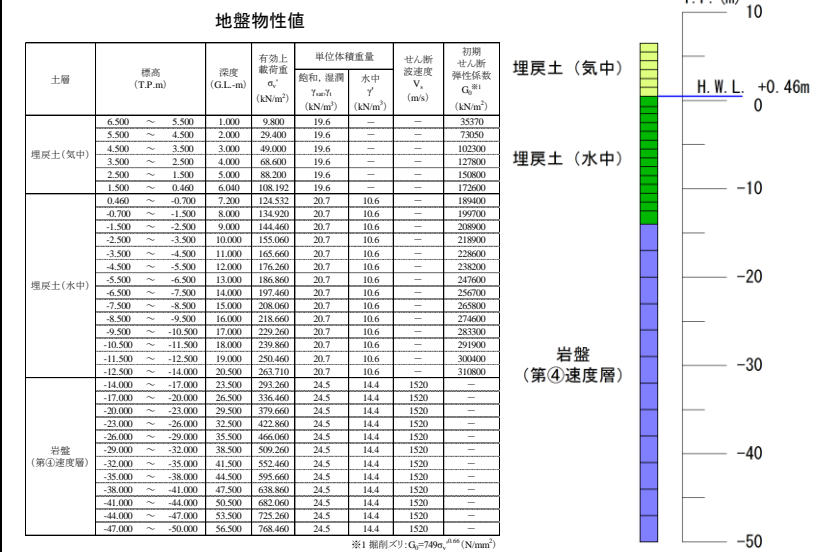 地盤物性値
土層 標高 (T.P.m) 深度 (G.L.-m) 有効上載荷重 σv' (kN/m²) 単位体積重量 飽和，湿潤 γsat,γt (kN/m³) 水中 γ' (kN/m³) せん断波速度 Vs (m/s) 初期せん断弾性係数 G0※1 (kN/m²)
埋戻土(気中)
6.500 ～ 5.500 1.000 9.800 19.6 － － 35370
5.500 ～ 4.500 2.000 29.400 19.6 － － 73050
4.500 ～ 3.500 3.000 49.000 19.6 － － 102300
3.500 ～ 2.500 4.000 68.600 19.6 － － 127800
2.500 ～ 1.500 5.000 88.200 19.6 － － 150800
1.500 ～ 0.460 6.040 108.192 19.6 － － 172600
埋戻土(水中)
0.460 ～ -0.700 7.200 124.532 20.7 10.6 － 189400
-0.700 ～ -1.500 8.000 134.920 20.7 10.6 － 199700
-1.500 ～ -2.500 9.000 144.460 20.7 10.6 － 208900
-2.500 ～ -3.500 10.000 155.060 20.7 10.6 － 218900
-3.500 ～ -4.500 11.000 165.660 20.7 10.6 － 228600
-4.500 ～ -5.500 12.000 176.260 20.7 10.6 － 238200
-5.500 ～ -6.500 13.000 186.860 20.7 10.6 － 247600
-6.500 ～ -7.500 14.000 197.460 20.7 10.6 － 256700
-7.500 ～ -8.500 15.000 208.060 20.7 10.6 － 265800
-8.500 ～ -9.500 16.000 218.660 20.7 10.6 － 274600
-9.500 ～ -10.500 17.000 229.260 20.7 10.6 － 283300
-10.500 ～ -11.500 18.000 239.860 20.7 10.6 － 291900
-11.500 ～ -12.500 19.000 250.460 20.7 10.6 － 300400
-12.500 ～ -14.000 20.500 263.710 20.7 10.6 － 310800
岩盤 (第④速度層)
-14.000 ～ -17.000 23.500 293.260 24.5 14.4 1520 －
-17.000 ～ -20.000 26.500 336.460 24.5 14.4 1520 －
-20.000 ～ -23.000 29.500 379.660 24.5 14.4 1520 －
-23.000 ～ -26.000 32.500 422.860 24.5 14.4 1520 －
-26.000 ～ -29.000 35.500 466.060 24.5 14.4 1520 －
-29.000 ～ -32.000 38.500 509.260 24.5 14.4 1520 －
-32.000 ～ -35.000 41.500 552.460 24.5 14.4 1520 －
-35.000 ～ -38.000 44.500 595.660 24.5 14.4 1520 －
-38.000 ～ -41.000 47.500 638.860 24.5 14.4 1520 －
-41.000 ～ -44.000 50.500 682.060 24.5 14.4 1520 －
-44.000 ～ -47.000 53.500 725.260 24.5 14.4 1520 －
-47.000 ～ -50.000 56.500 768.460 24.5 14.4 1520 －
※1 掘削ズリ：G0=749σv'^0.66 (N/mm²)
T.P. (m)
10
埋戻土（気中）
H.W.L. +0.46m
0
埋戻土（水中）
-10
-20
岩盤
（第④速度層）
-30
-40
-50